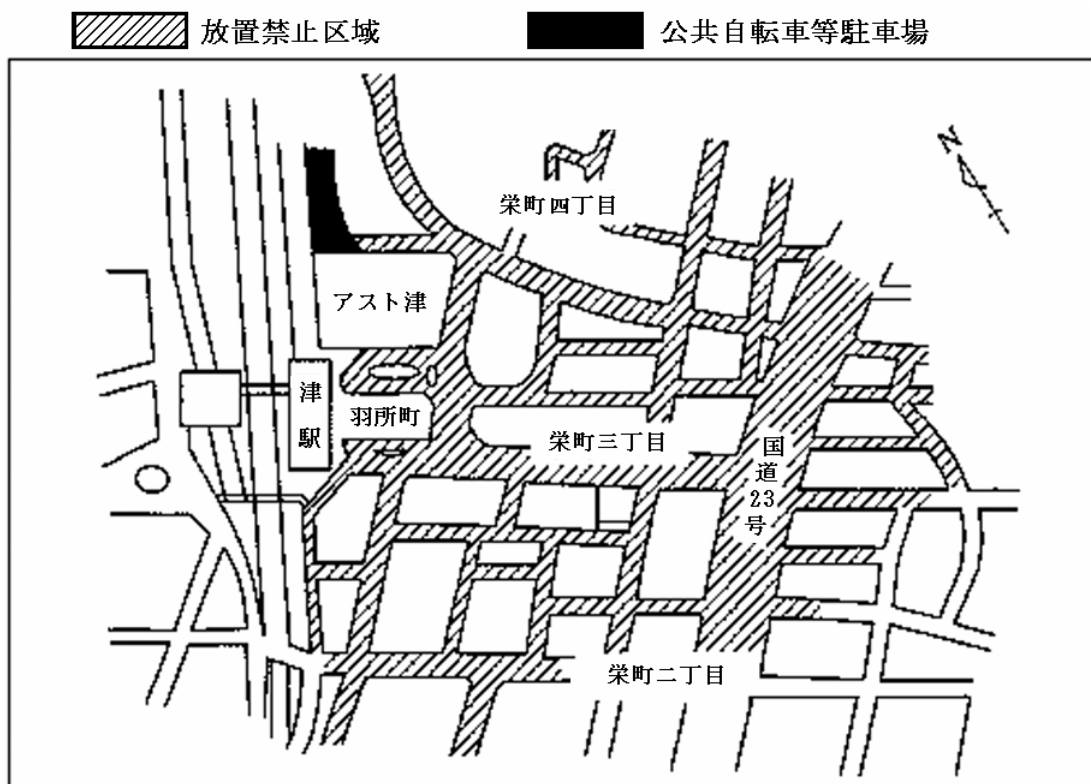 放置禁止区域
公共自転車等駐車場
N
栄町四丁目
アスト津
津駅
羽所町
栄町三丁目
国道23号
栄町二丁目